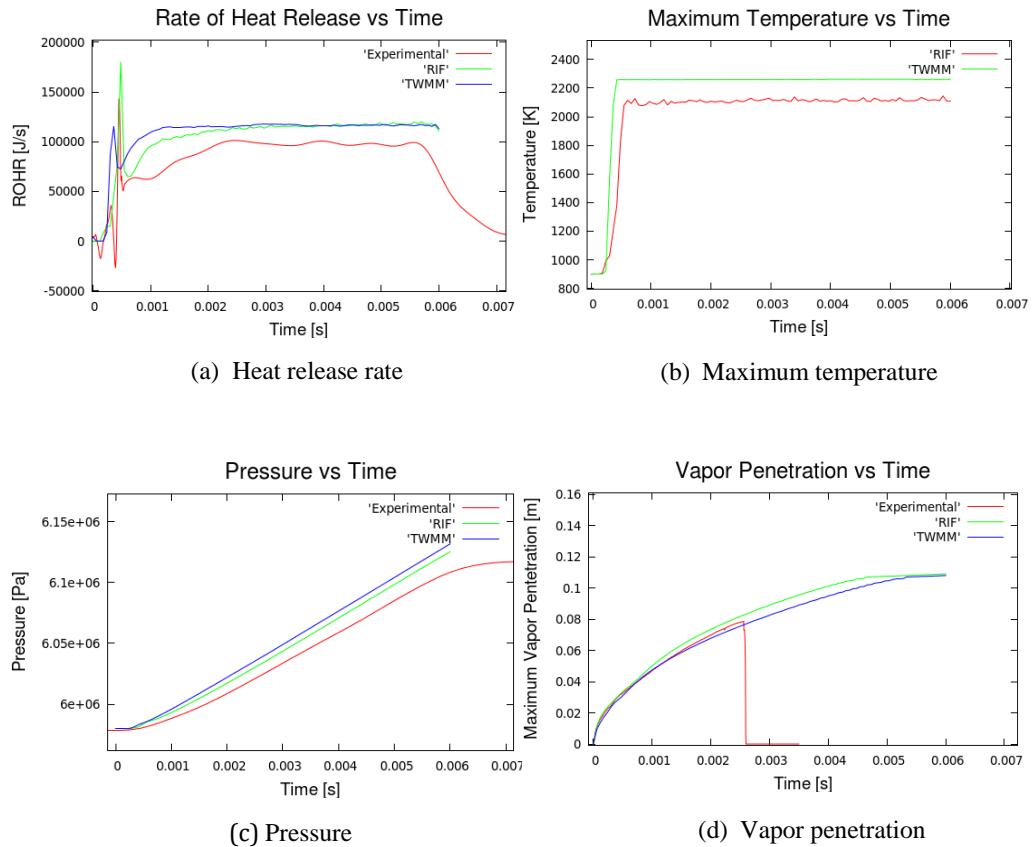 Rate of Heat Release vs Time
200000
150000
100000
50000
0
-50000
ROHR [J/s]
'Experimental'
'RIF'
'TWMM'
0 0.001 0.002 0.003 0.004 0.005 0.006 0.007
Time [s]
(a) Heat release rate
Maximum Temperature vs Time
2400
2200
2000
1800
1600
1400
1200
1000
800
Temperature [K]
'RIF'
'TWMM'
0 0.001 0.002 0.003 0.004 0.005 0.006 0.007
Time [s]
(b) Maximum temperature
Pressure vs Time
6.15e+06
6.1e+06
6.05e+06
6e+06
Pressure [Pa]
'Experimental'
'RIF'
'TWMM'
0 0.001 0.002 0.003 0.004 0.005 0.006 0.007
Time [s]
(c) Pressure
Vapor Penetration vs Time
0.16
0.14
0.12
0.1
0.08
0.06
0.04
0.02
0
Maximum Vapor Pentetration [m]
'Experimental'
'RIF'
'TWMM'
0 0.001 0.002 0.003 0.004 0.005 0.006 0.007
Time [s]
(d) Vapor penetration